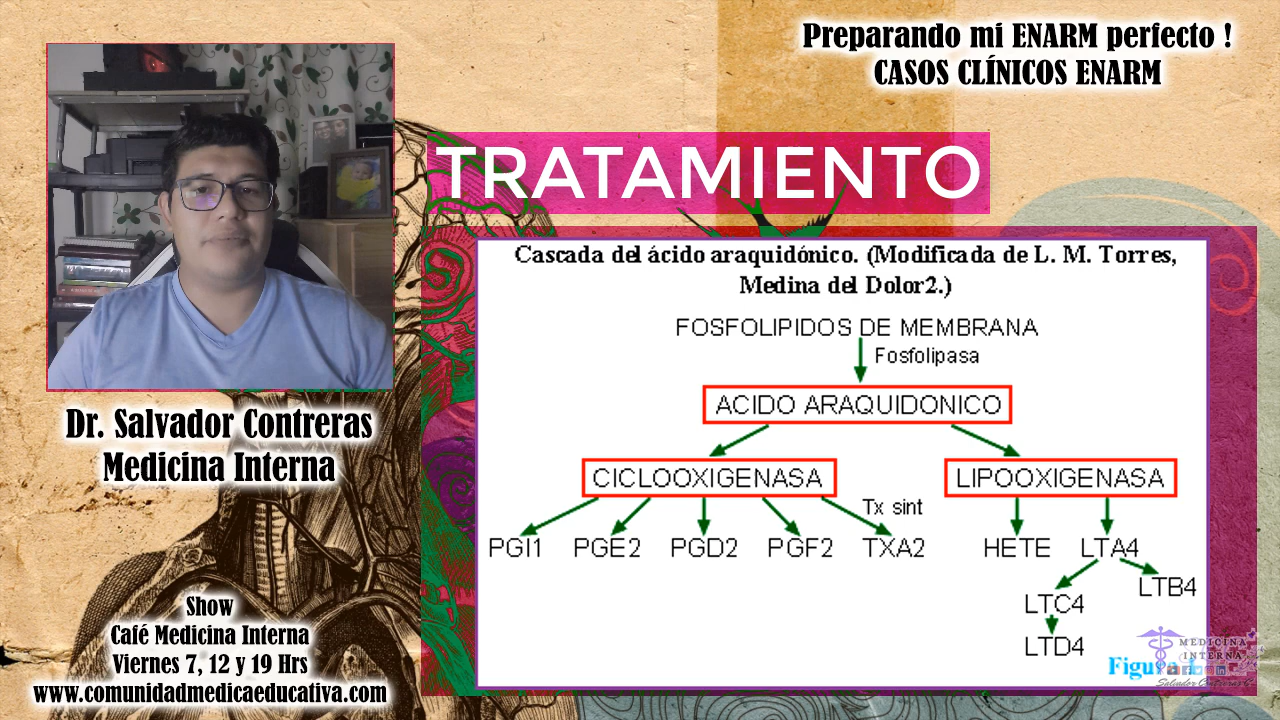 Preparando mi ENARM perfecto !
CASOS CLÍNICOS ENARM
TRATAMIENTO
Cascada del ácido araquidónico. (Modificada de L. M. Torres,
Medina del Dolor2.)
FOSFOLIPIDOS DE MEMBRANA
Fosfolipasa
ACIDO ARAQUIDONICO
CICLOOXIGENASA
LIPOOXIGENASA
Tx sint
PGI1 PGE2 PGD2 PGF2 TXA2
HETE LTA4
LTB4
LTC4
LTD4
Figura 1
MEDICINA
INTERNA
Dr. Salvador Contreras
Medicina Interna
Show
Café Medicina Interna
Viernes 7, 12 y 19 Hrs
www.comunidadmedicaeducativa.com